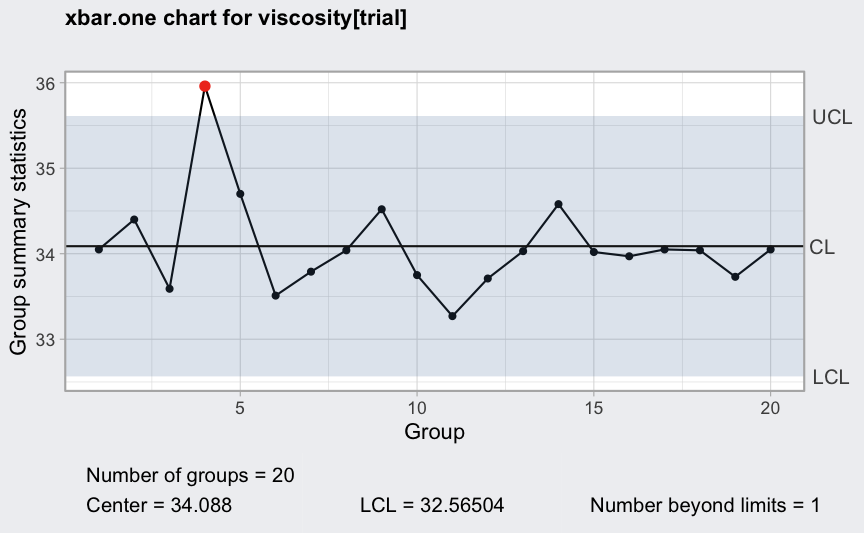 xbar.one chart for viscosity[trial]
Group summary statistics
36
35
34
33
UCL
CL
LCL
5 10 15 20
Group
Number of groups = 20
Center = 34.088 LCL = 32.56504 Number beyond limits = 1